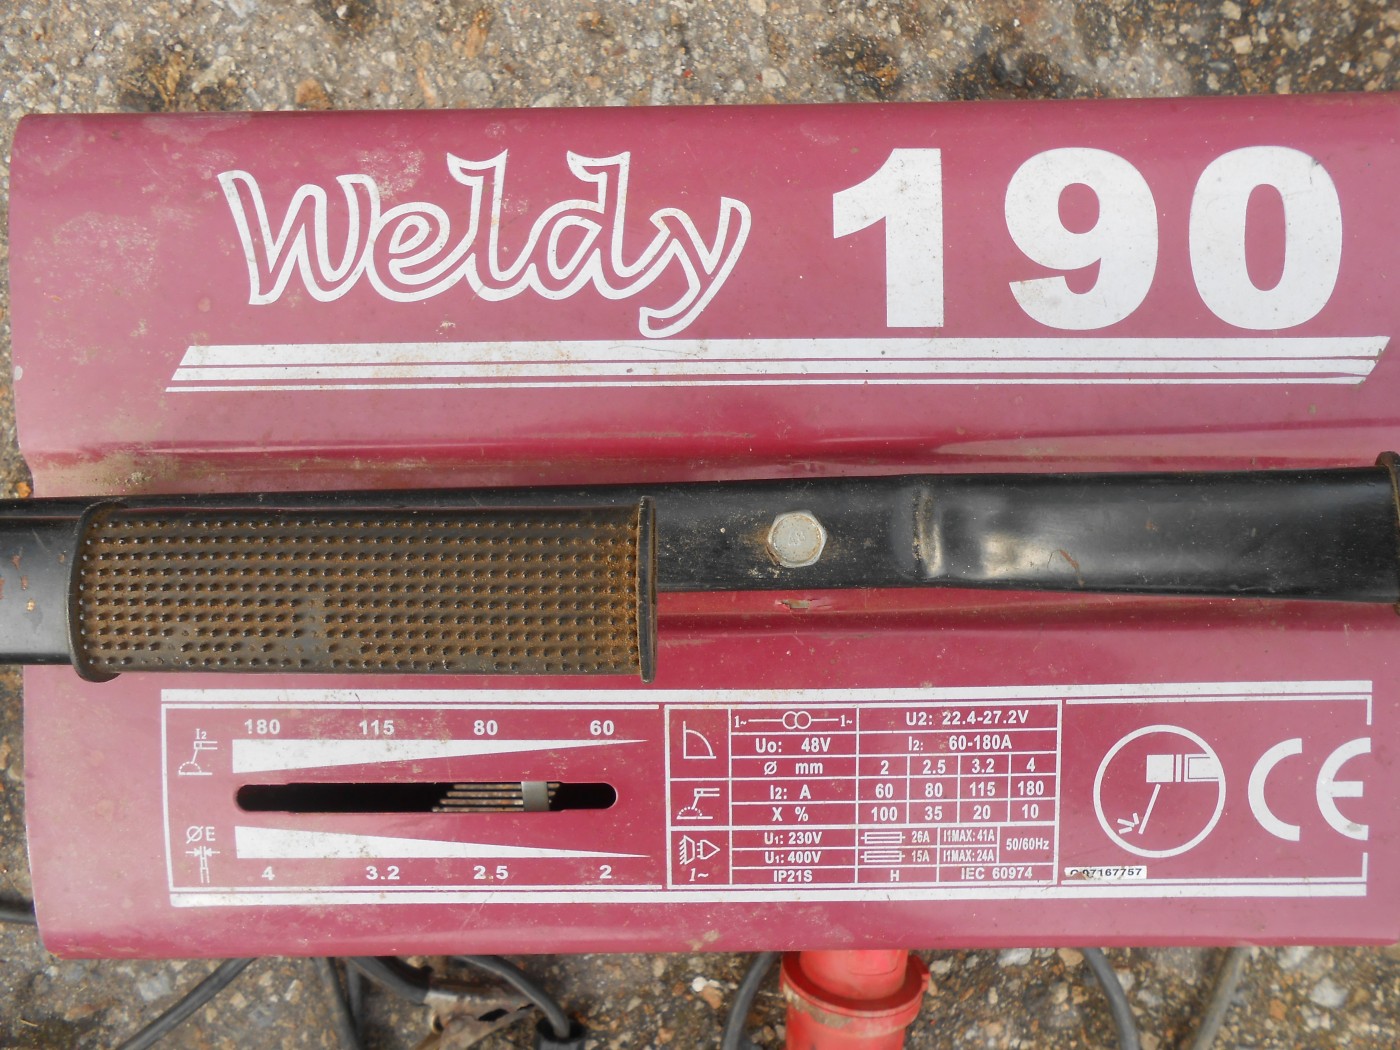 Weldy 190
I2 180 115 80 60
ØE
4 3.2 2.5 2
1~ 1~ U2: 22.4-27.2V
Uo: 48V I2: 60-180A
Ø mm 2 2.5 3.2 4
I2: A 60 80 115 180
X % 100 35 20 10
U1: 230V 26A I1MAX: 41A 50/60Hz
U1: 400V 15A I1MAX: 24A
1~ IP21S H IEC 60974
07167757
CE